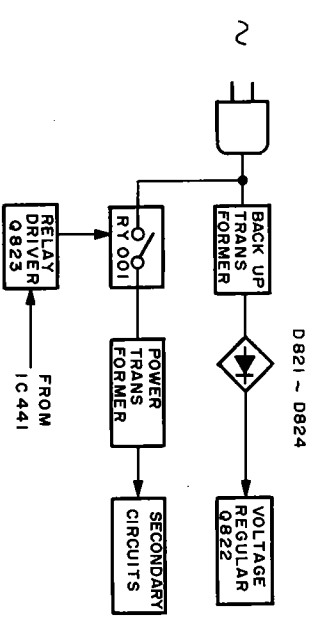 D821 ~ D824
BACK UP
TRANS
FORMER
VOLTAGE
REGULAR
Q822
RY 001
POWER
TRANS
FORMER
SECONDARY
CIRCUITS
RELAY
DRIVER
Q823
FROM
IC441